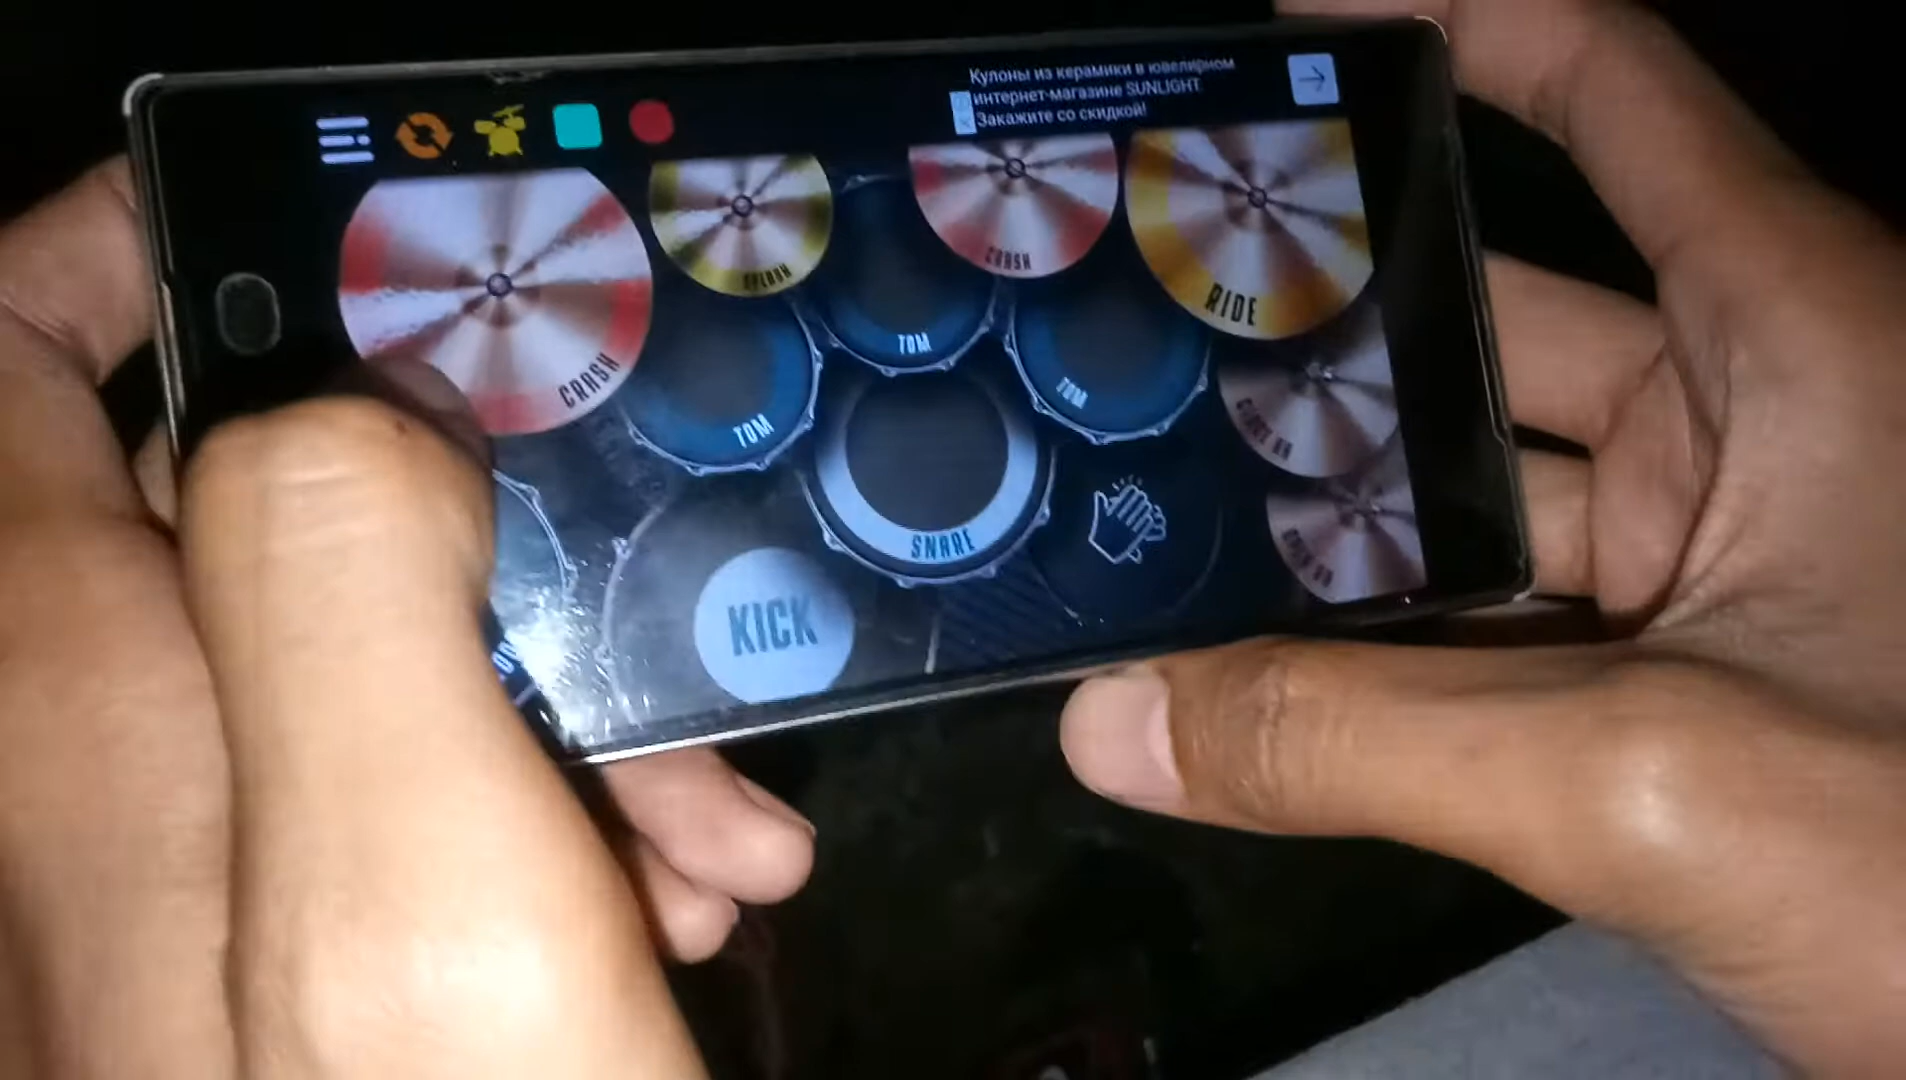 Кулоны из керамики в ювелирном
интернет-магазине SUNLIGHT.
Закажите со скидкой!
SPLASH
CRASH
RIDE
TOM
CRASH
TOM
TOM
CLOSE HH
SNARE
OPEN HH
KICK